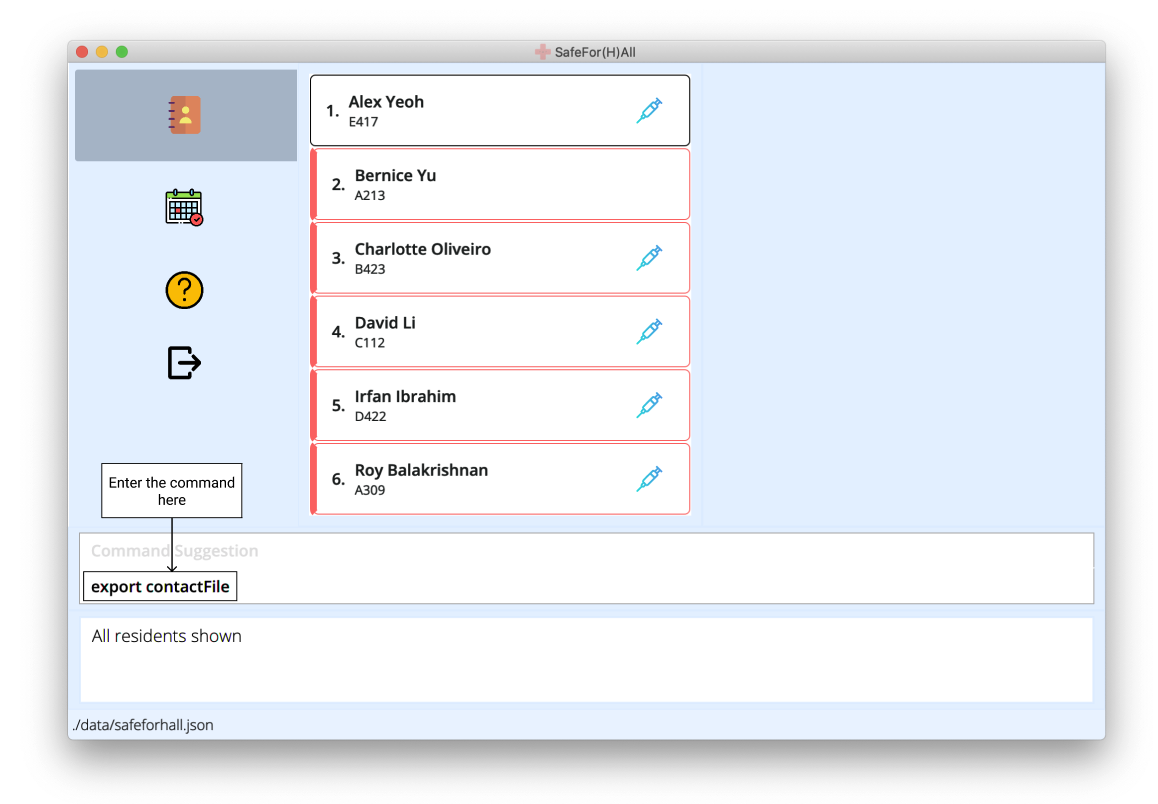 SafeFor(H)All
1. Alex Yeoh
E417
2. Bernice Yu
A213
3. Charlotte Oliveiro
B423
4. David Li
C112
5. Irfan Ibrahim
D422
6. Roy Balakrishnan
A309
Enter the command
here
Command Suggestion
export contactFile
All residents shown
./data/safeforhall.json